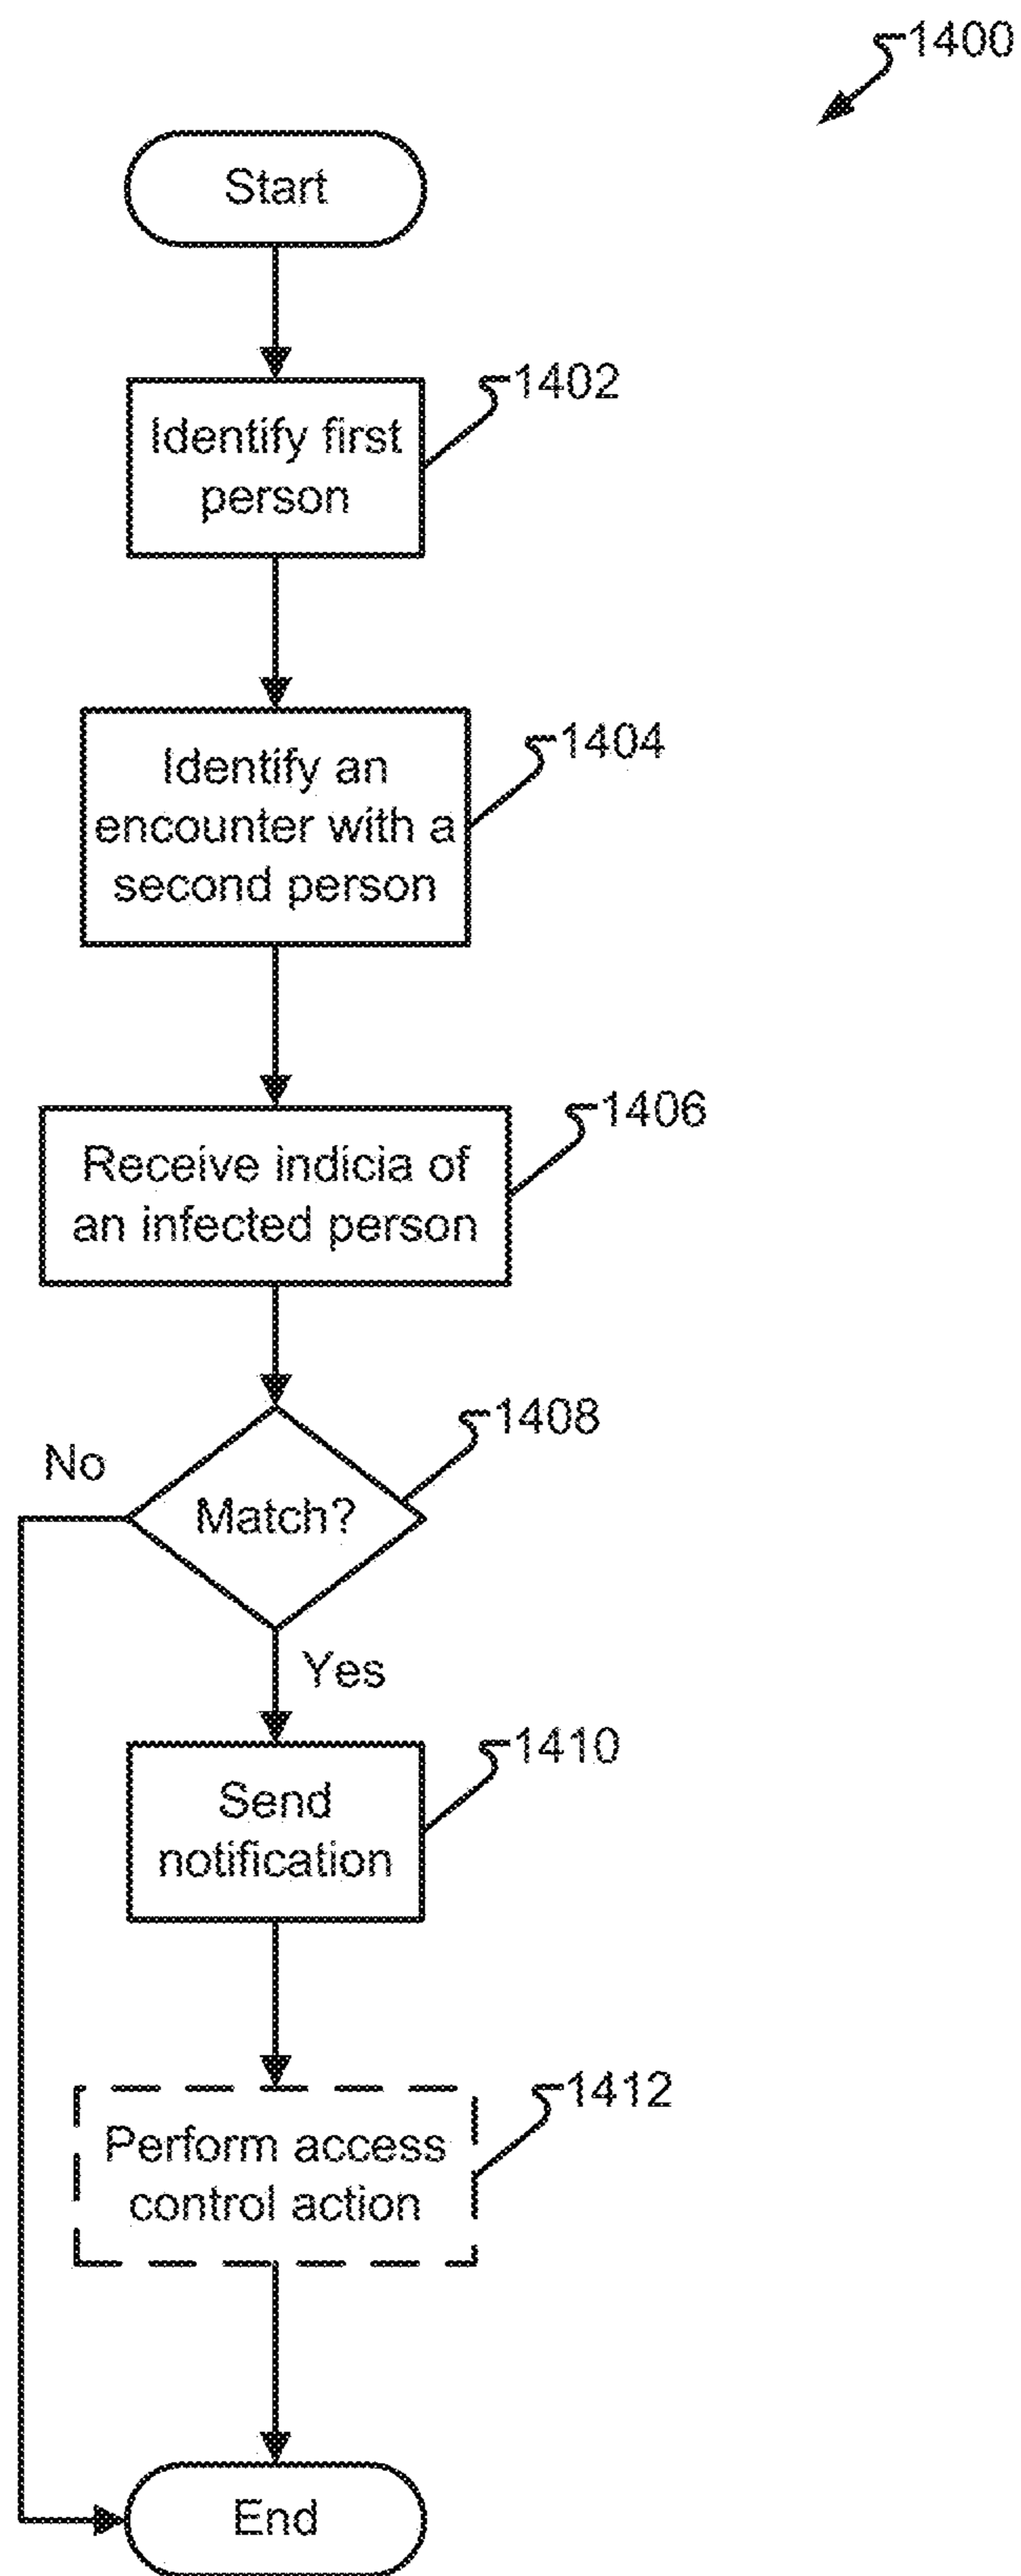 1400
Start
1402
Identify first
person
1404
Identify an
encounter with a
second person
1406
Receive indicia of
an infected person
1408
No
Match?
Yes
1410
Send
notification
1412
Perform access
control action
End